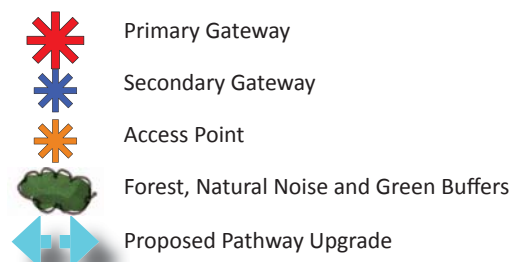 Primary Gateway
Secondary Gateway
Access Point
Forest, Natural Noise and Green Buffers
Proposed Pathway Upgrade